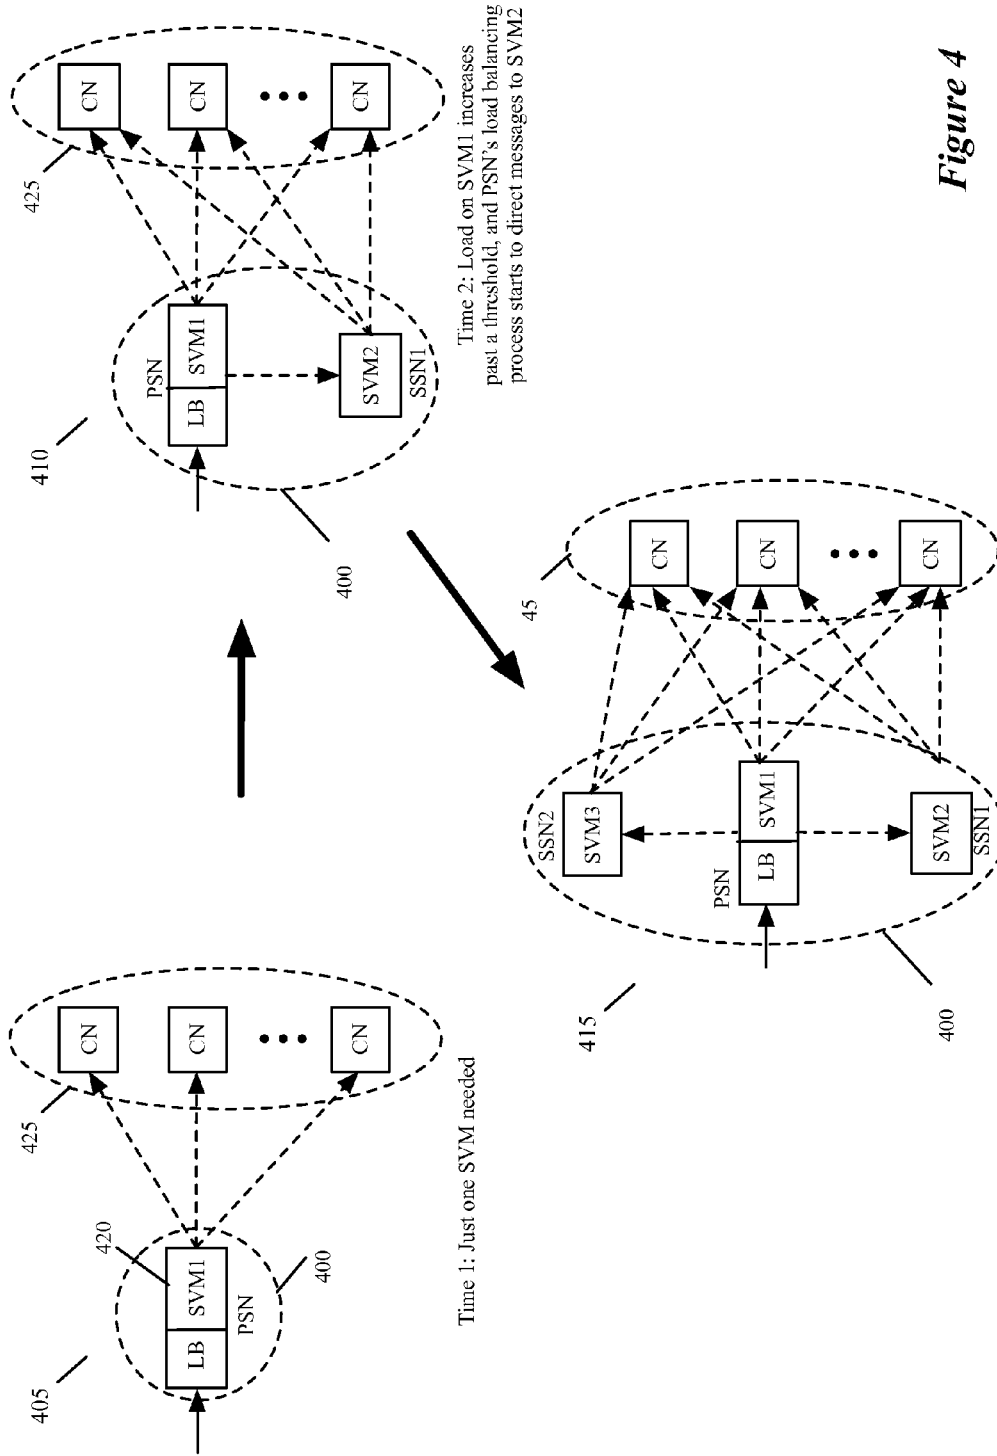 405
LB
SVM1
420
PSN
400
425
CN
CN
CN
Time 1: Just one SVM needed
410
PSN
LB
SVM1
SVM2
SSN1
400
425
CN
CN
CN
Time 2: Load on SVM1 increases
past a threshold, and PSN's load balancing
process starts to direct messages to SVM2
415
SSN2
SVM3
PSN
LB
SVM1
SVM2
SSN1
400
45
CN
CN
CN
Figure 4